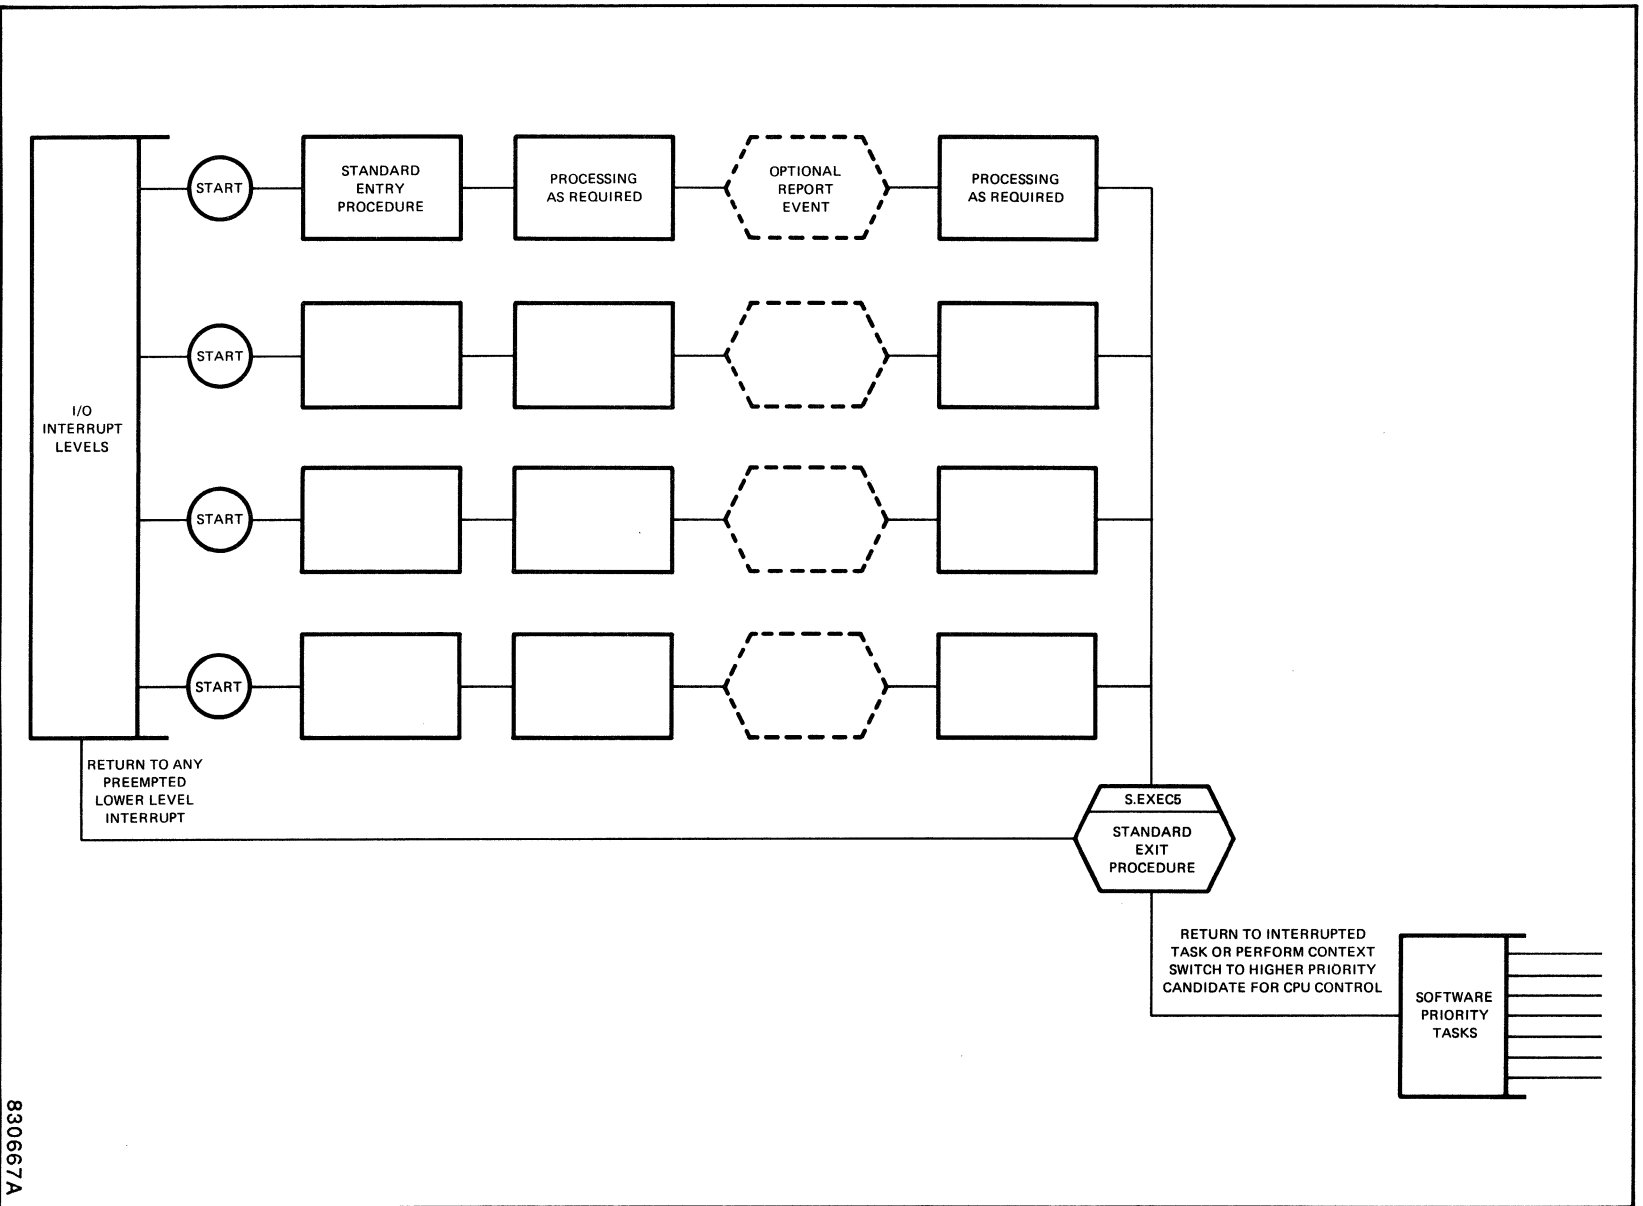 START
STANDARD
ENTRY
PROCEDURE
PROCESSING
AS REQUIRED
OPTIONAL
REPORT
EVENT
PROCESSING
AS REQUIRED
START
I/O
INTERRUPT
LEVELS
START
START
RETURN TO ANY
PREEMPTED
LOWER LEVEL
INTERRUPT
S.EXEC5
STANDARD
EXIT
PROCEDURE
RETURN TO INTERRUPTED
TASK OR PERFORM CONTEXT
SWITCH TO HIGHER PRIORITY
CANDIDATE FOR CPU CONTROL
SOFTWARE
PRIORITY
TASKS
830667A